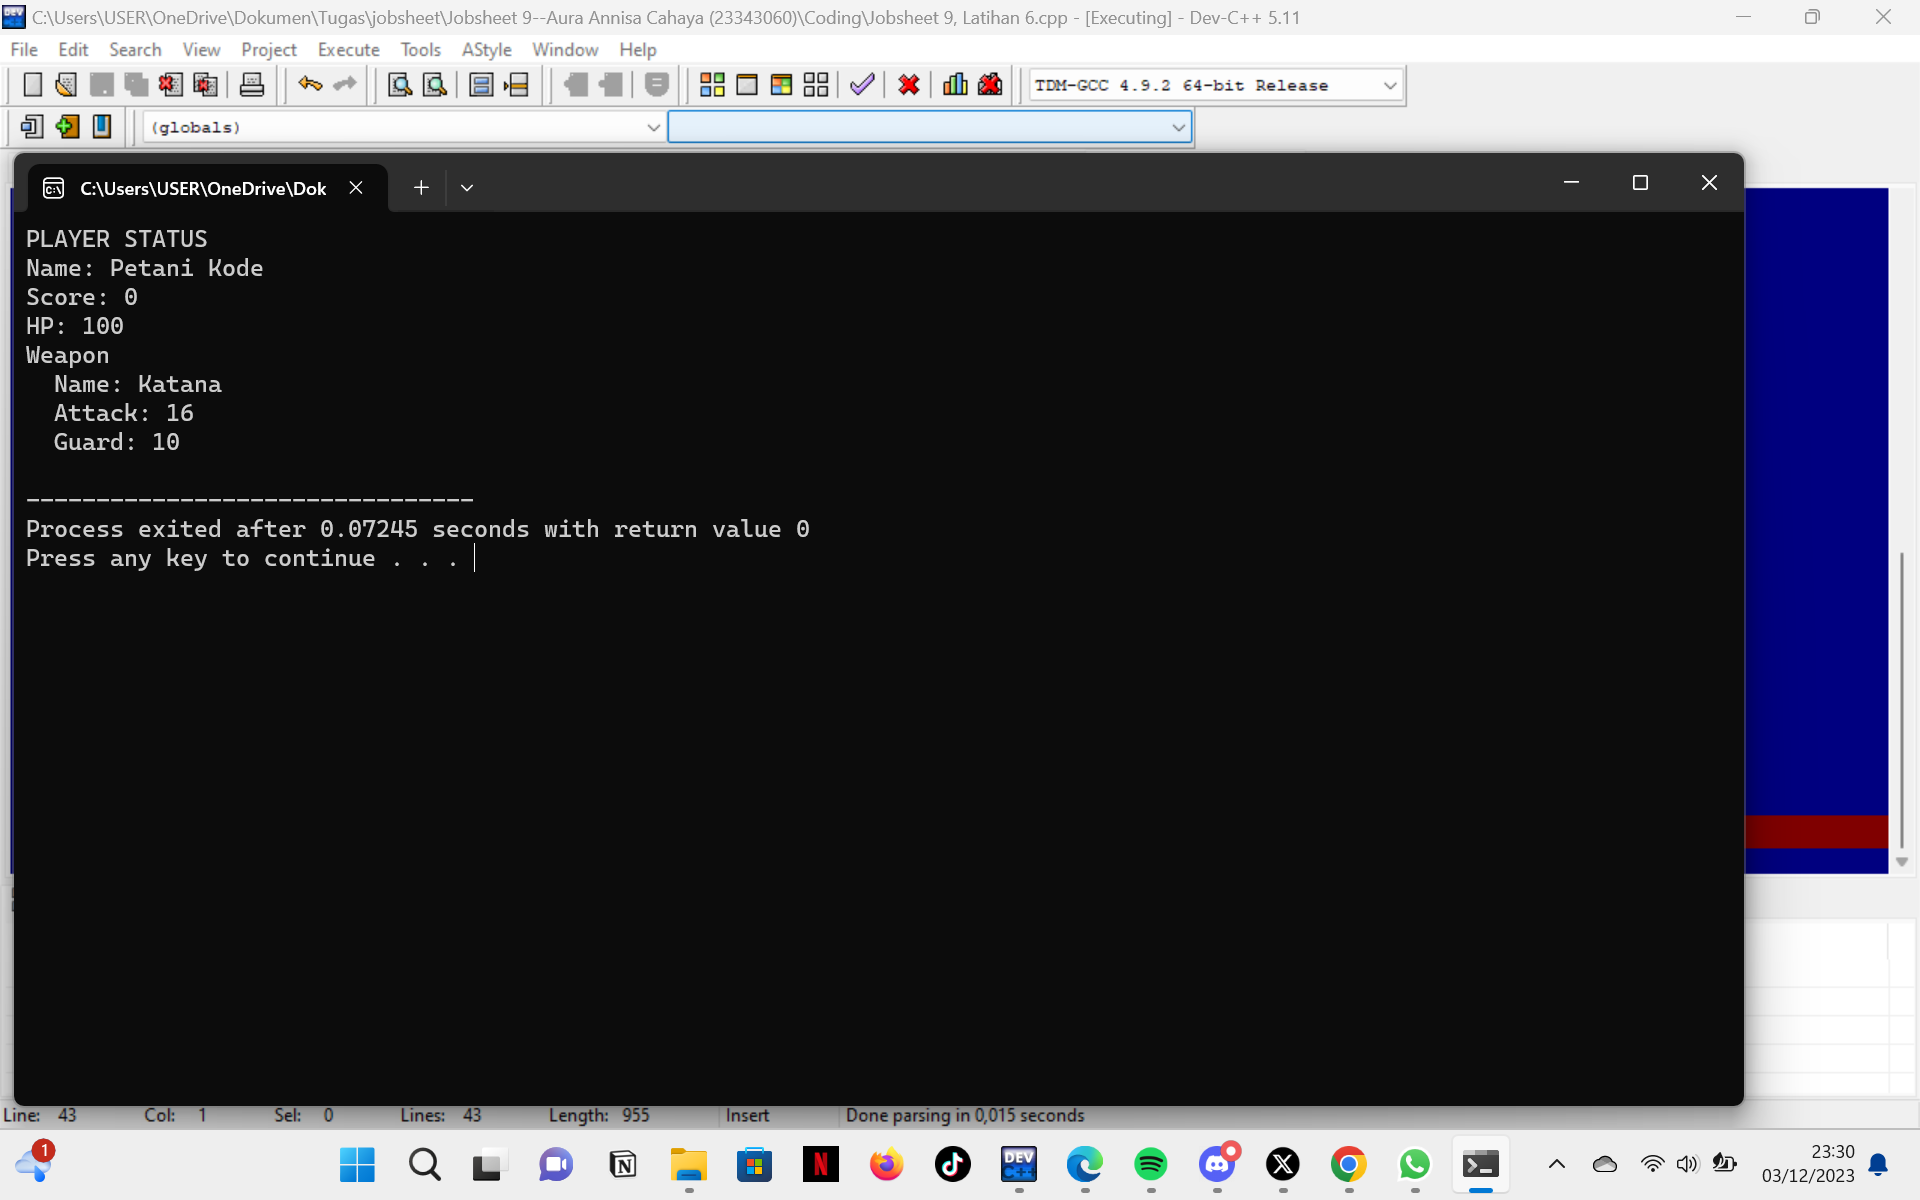 C:\Users\USER\OneDrive\Dokumen\Tugas\jobsheet\Jobsheet 9--Aura Annisa Cahaya (23343060)\Coding\Jobsheet 9, Latihan 6.cpp - [Executing] - Dev-C++ 5.11
File Edit Search View Project Execute Tools AStyle Window Help
TDM-GCC 4.9.2 64-bit Release
(globals)
C:\Users\USER\OneDrive\Dok
PLAYER STATUS
Name: Petani Kode
Score: 0
HP: 100
Weapon
  Name: Katana
  Attack: 16
  Guard: 10
--------------------------------
Process exited after 0.07245 seconds with return value 0
Press any key to continue . . .
Line: 43 Col: 1 Sel: 0 Lines: 43 Length: 955 Insert Done parsing in 0,015 seconds
1
DEV C++
23:30
03/12/2023